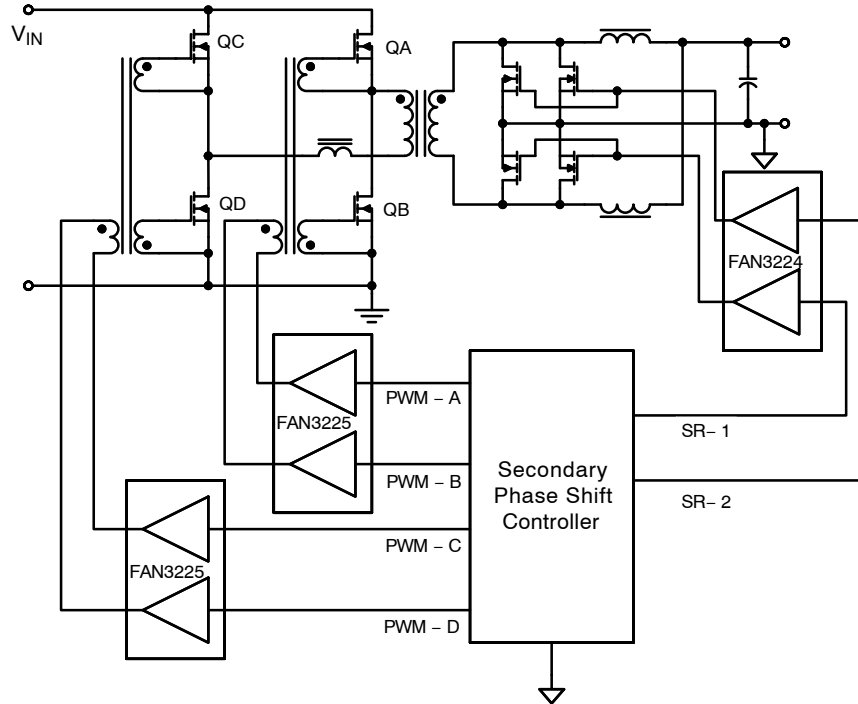 VIN
QC
QA
QD
QB
FAN3224
PWM – A
FAN3225
SR– 1
PWM – B
Secondary
Phase Shift
Controller
SR– 2
PWM – C
FAN3225
PWM – D